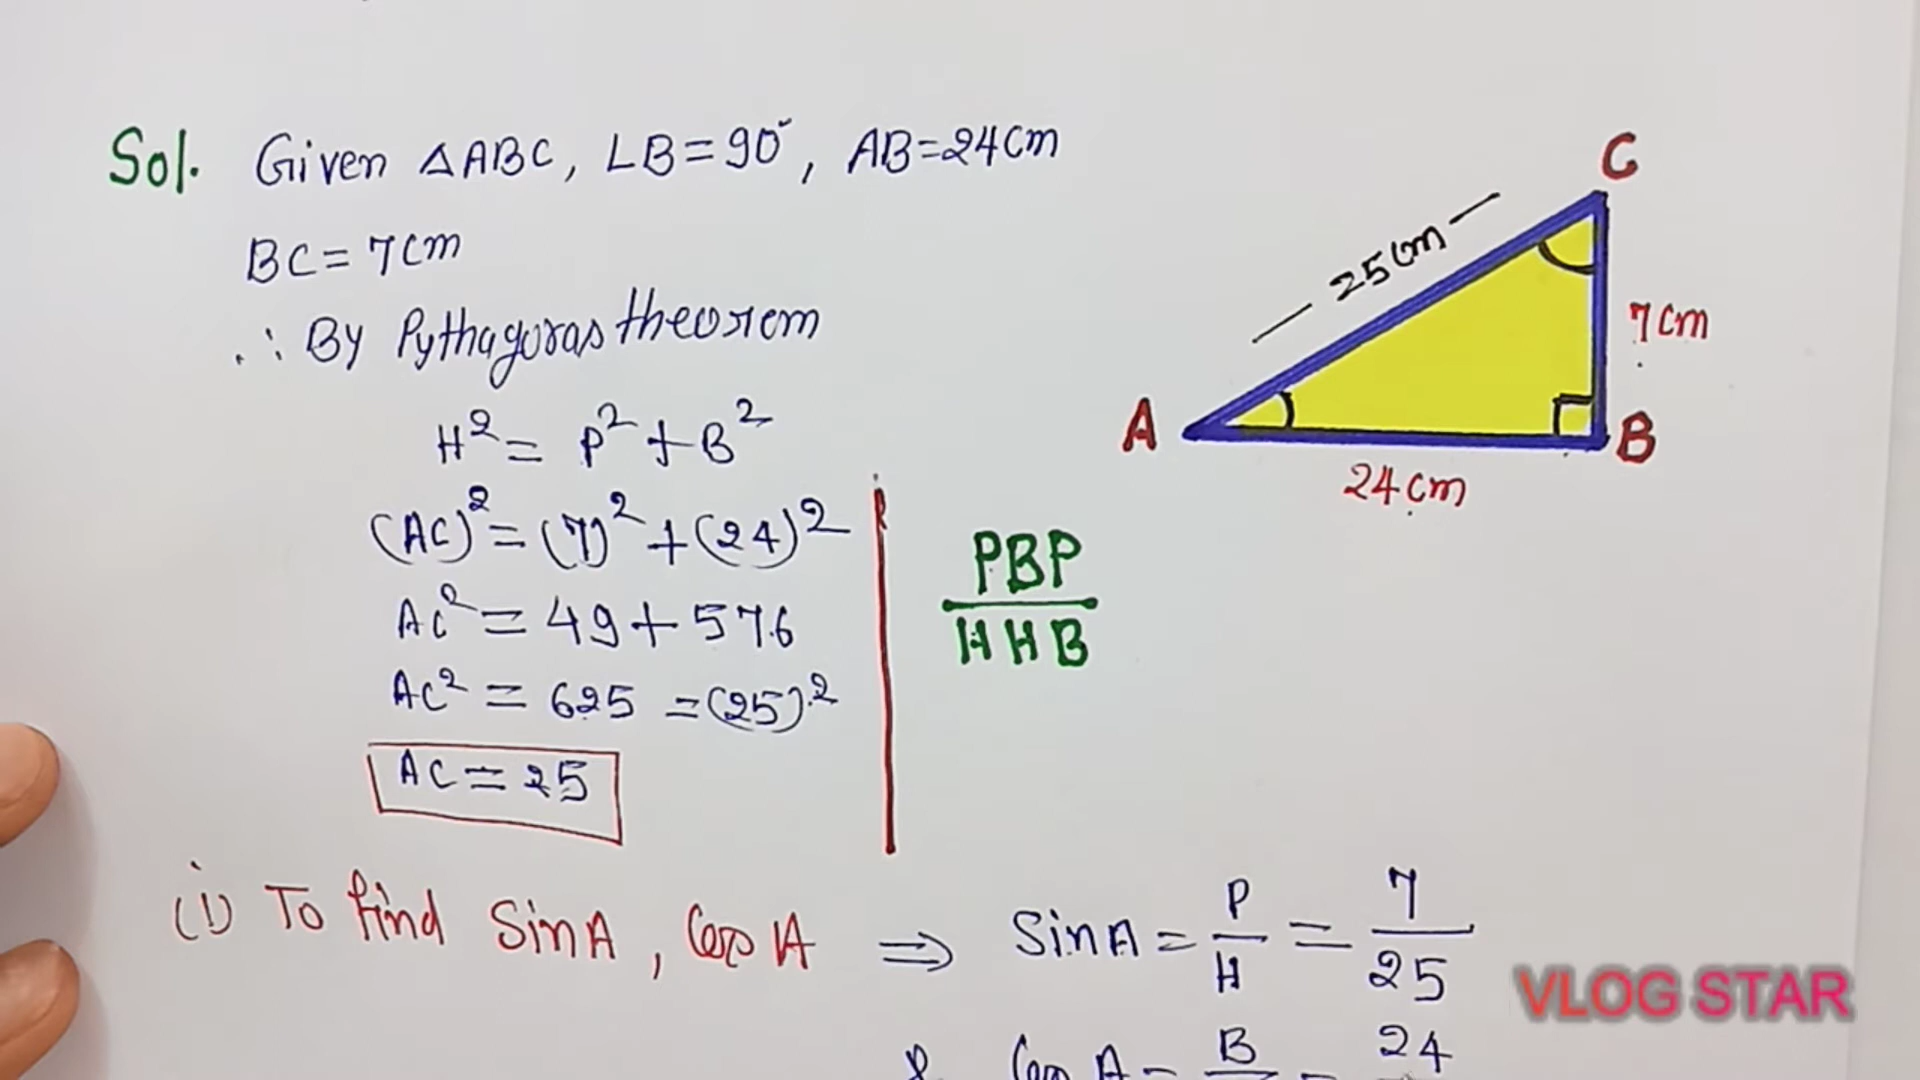 Sol. Given △ABC, ∠B=90°, AB=24cm
BC=7cm
∴ By Pythagoras theorem
H² = P² + B²
(AC)² = (7)² + (24)²
AC² = 49 + 576
AC² = 625 = (25)²
AC = 25
C
25cm
7cm
A
B
24cm
PBP
HHB
(i) To find SinA, CosA ⇒ SinA = P/H = 7/25
& Cos A = B = 24
VLOG STAR